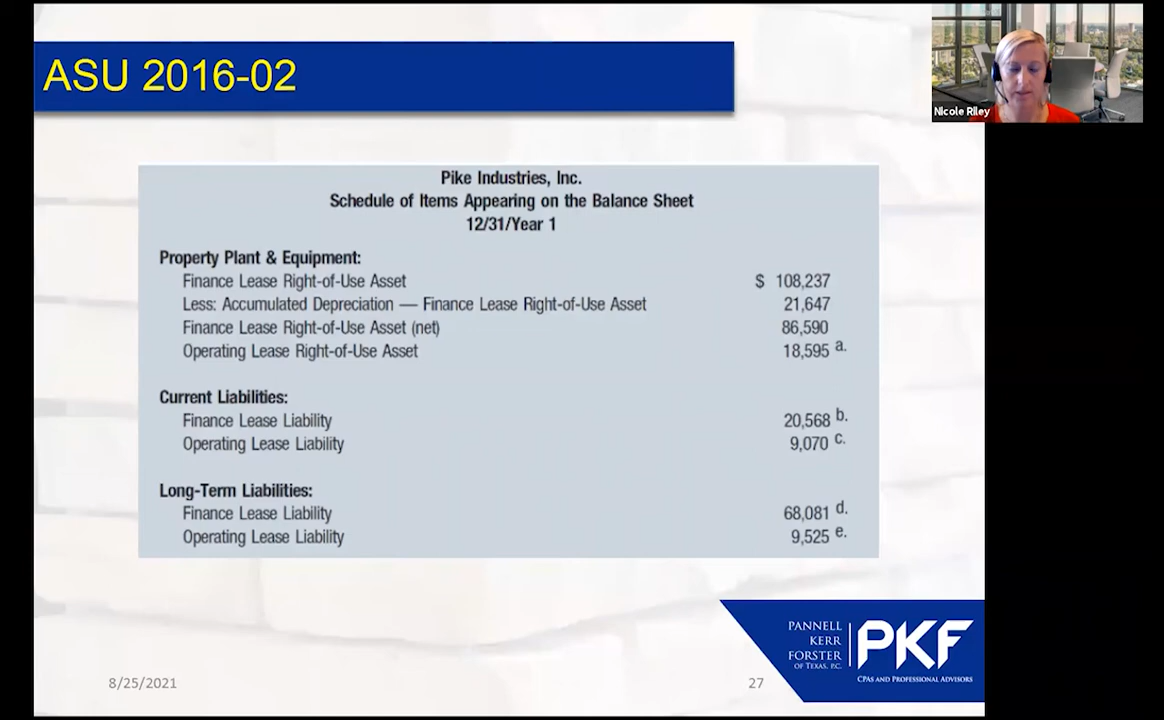 ASU 2016-02
Nicole Riley
Pike Industries, Inc.
Schedule of Items Appearing on the Balance Sheet
12/31/Year 1
Property Plant & Equipment:
Finance Lease Right-of-Use Asset $ 108,237
Less: Accumulated Depreciation — Finance Lease Right-of-Use Asset 21,647
Finance Lease Right-of-Use Asset (net) 86,590
Operating Lease Right-of-Use Asset 18,595 a.
Current Liabilities:
Finance Lease Liability 20,568 b.
Operating Lease Liability 9,070 c.
Long-Term Liabilities:
Finance Lease Liability 68,081 d.
Operating Lease Liability 9,525 e.
PANNELL
KERR
FORSTER
OF TEXAS, P.C.
PKF
CPAS AND PROFESSIONAL ADVISORS
8/25/2021
27